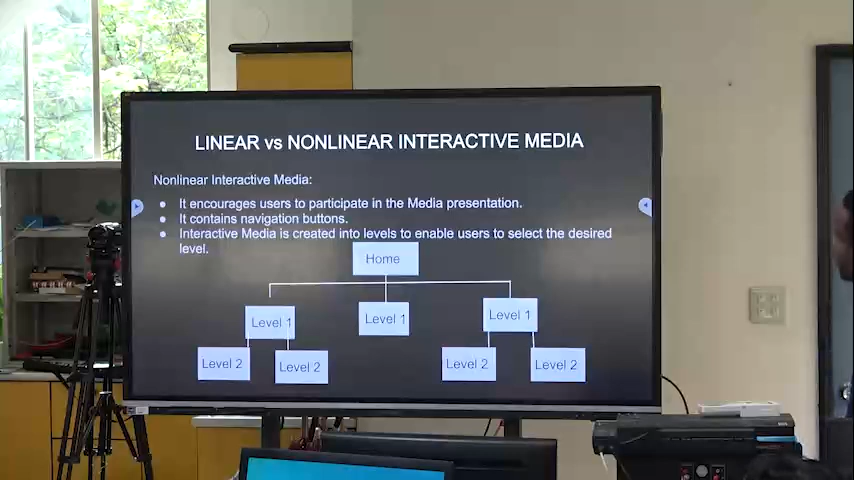 LINEAR vs NONLINEAR INTERACTIVE MEDIA
Nonlinear Interactive Media:
● It encourages users to participate in the Media presentation.
● It contains navigation buttons.
● Interactive Media is created into levels to enable users to select the desired
level.
Home
Level 1
Level 1
Level 1
Level 2
Level 2
Level 2
Level 2